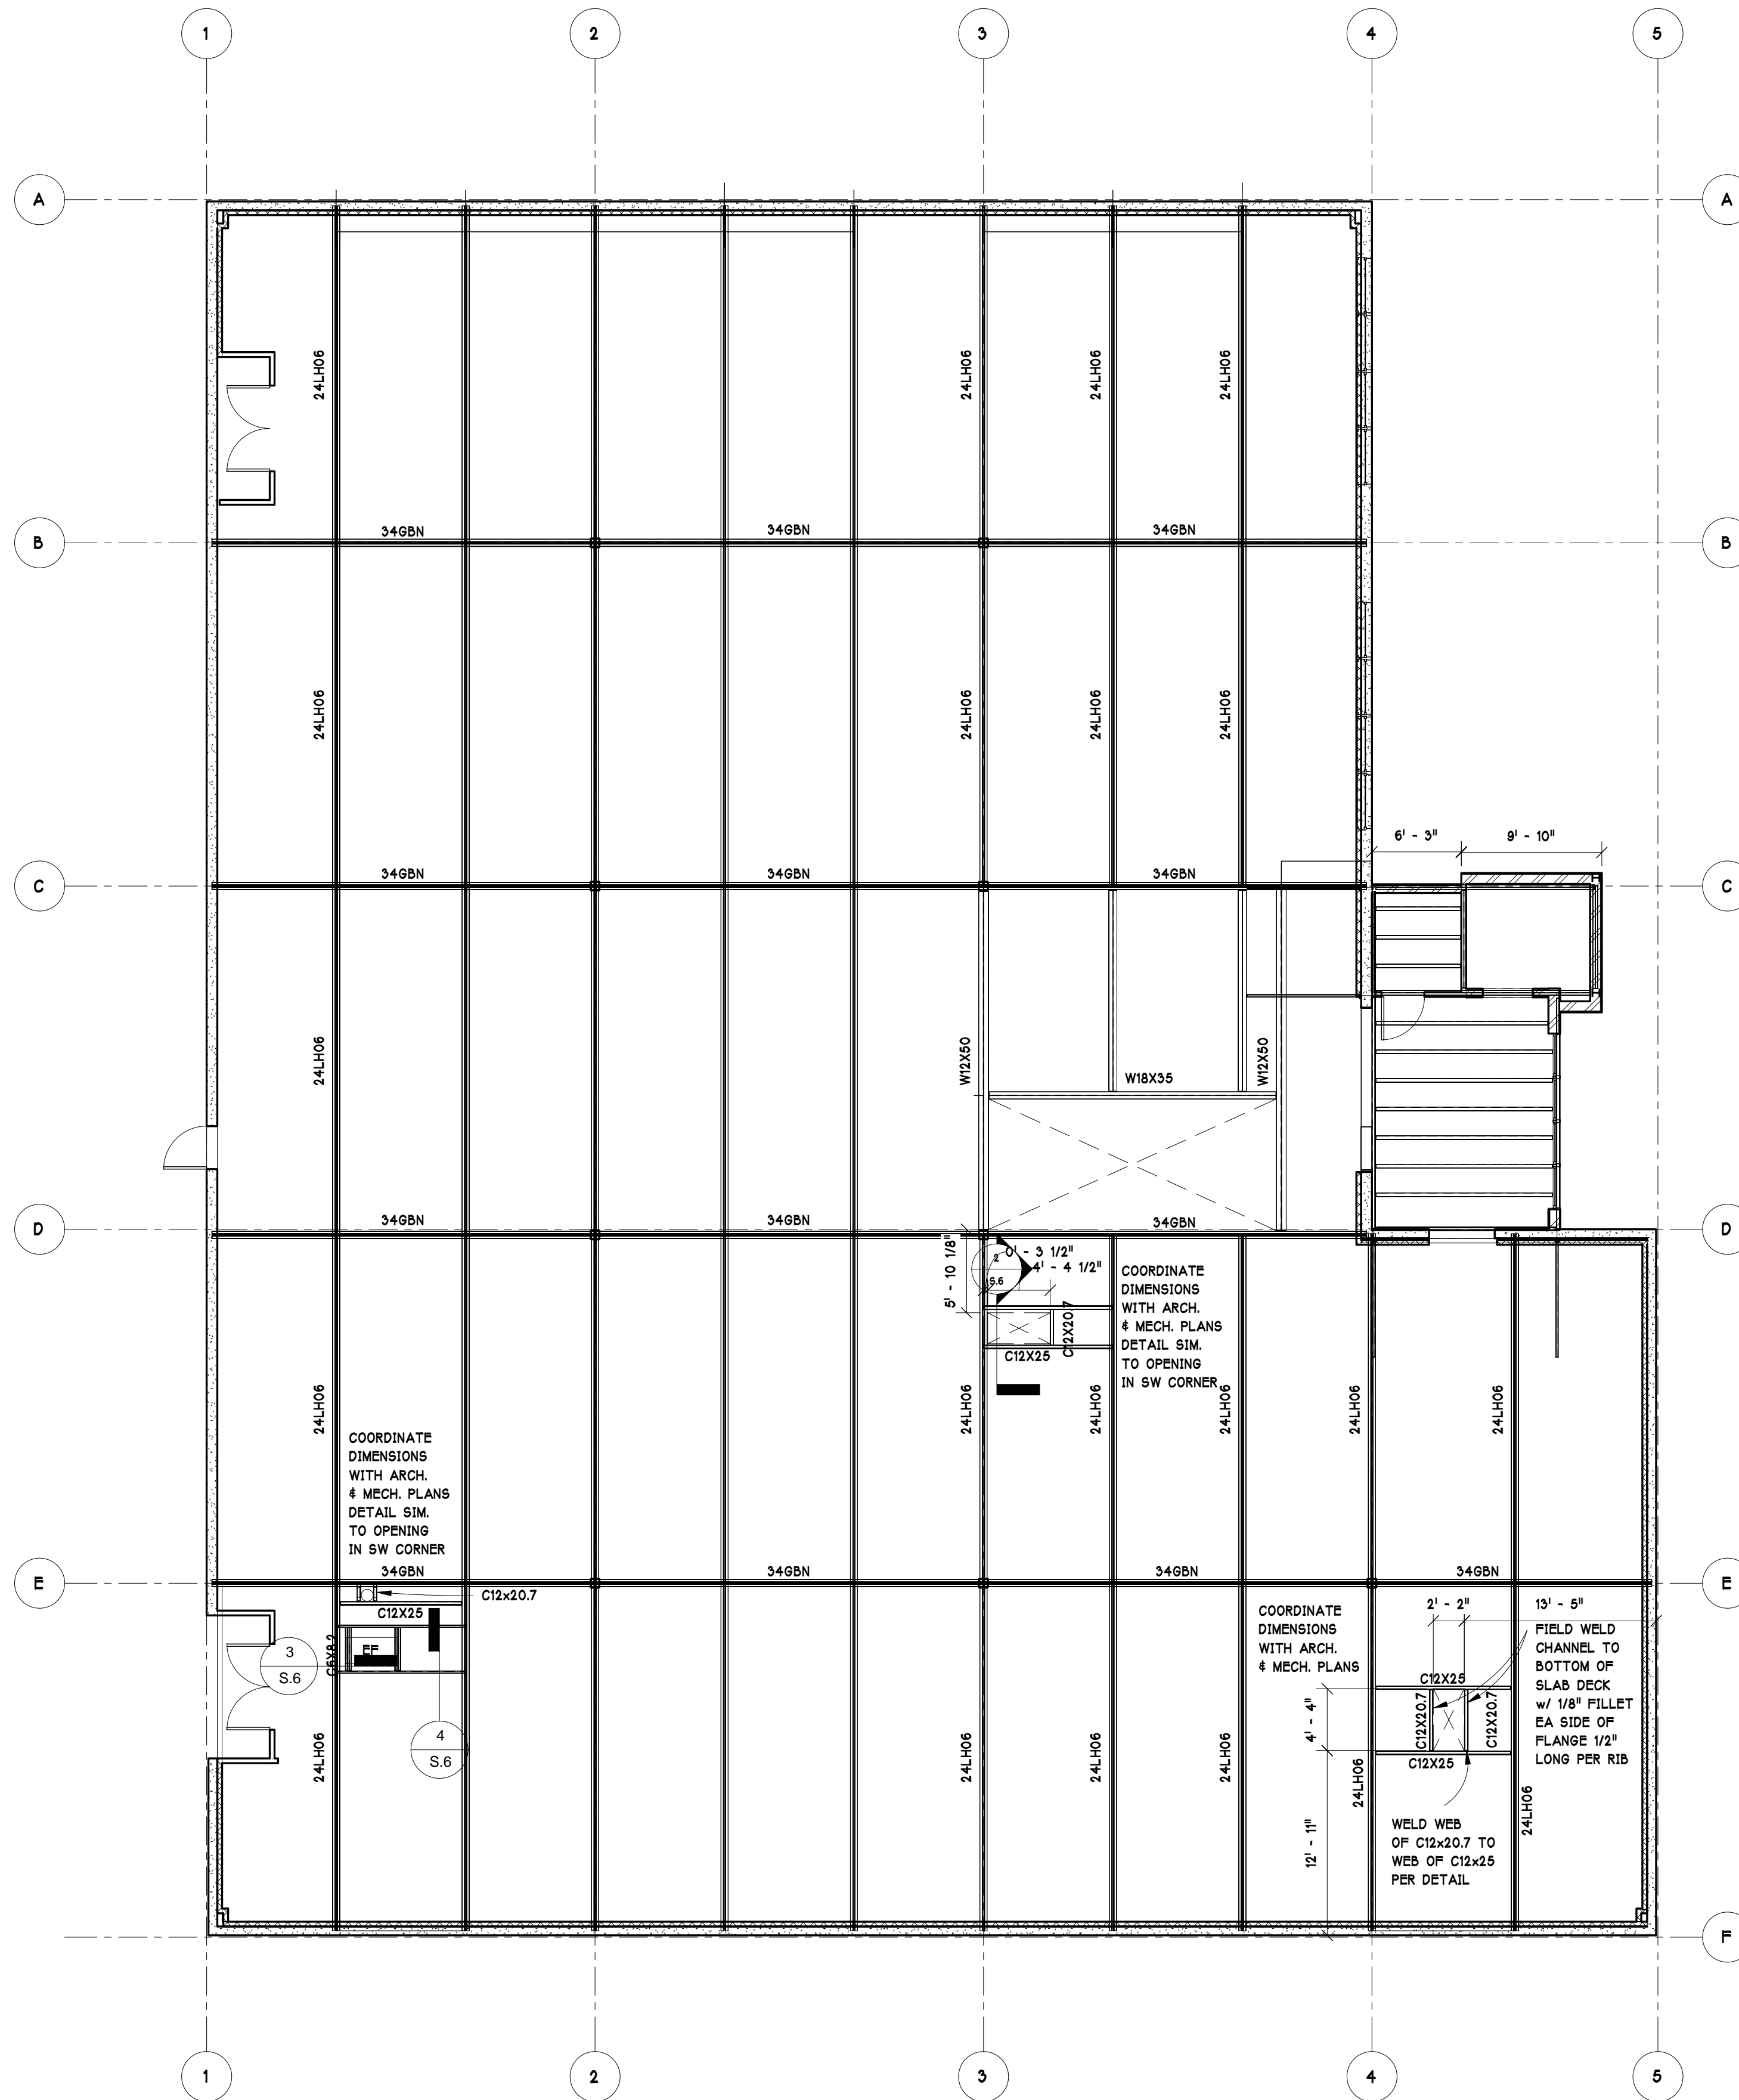 1
2
3
4
5
A
A
24LH06
24LH06
24LH06
24LH06
B
34GBN
34GBN
34GBN
B
24LH06
24LH06
24LH06
24LH06
6' - 3"
9' - 10"
C
34GBN
34GBN
34GBN
C
24LH06
W12X50
W18X35
W12X50
D
34GBN
34GBN
34GBN
D
5' - 10 1/8"
2
S.6
0' - 3 1/2"
4' - 4 1/2"
C12X20.7
C12X25
COORDINATE
DIMENSIONS
WITH ARCH.
& MECH. PLANS
DETAIL SIM.
TO OPENING
IN SW CORNER
24LH06
24LH06
24LH06
24LH06
24LH06
24LH06
COORDINATE
DIMENSIONS
WITH ARCH.
& MECH. PLANS
DETAIL SIM.
TO OPENING
IN SW CORNER
E
34GBN
34GBN
34GBN
34GBN
E
C12x20.7
C12X25
C6X8.2
EF
3
S.6
4
S.6
COORDINATE
DIMENSIONS
WITH ARCH.
& MECH. PLANS
2' - 2"
13' - 5"
FIELD WELD
CHANNEL TO
BOTTOM OF
SLAB DECK
w/ 1/8" FILLET
EA SIDE OF
FLANGE 1/2"
LONG PER RIB
C12X25
C12X20.7
C12X20.7
C12X25
4' - 4"
12' - 11"
24LH06
24LH06
24LH06
24LH06
24LH06
24LH06
WELD WEB
OF C12x20.7 TO
WEB OF C12x25
PER DETAIL
F
1
2
3
4
5